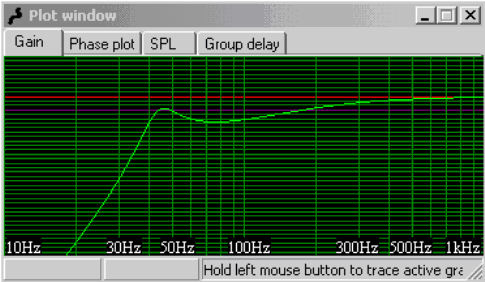 Plot window
Gain Phase plot SPL Group delay
10Hz 30Hz 50Hz 100Hz 300Hz 500Hz 1kHz
Hold left mouse button to trace active gra